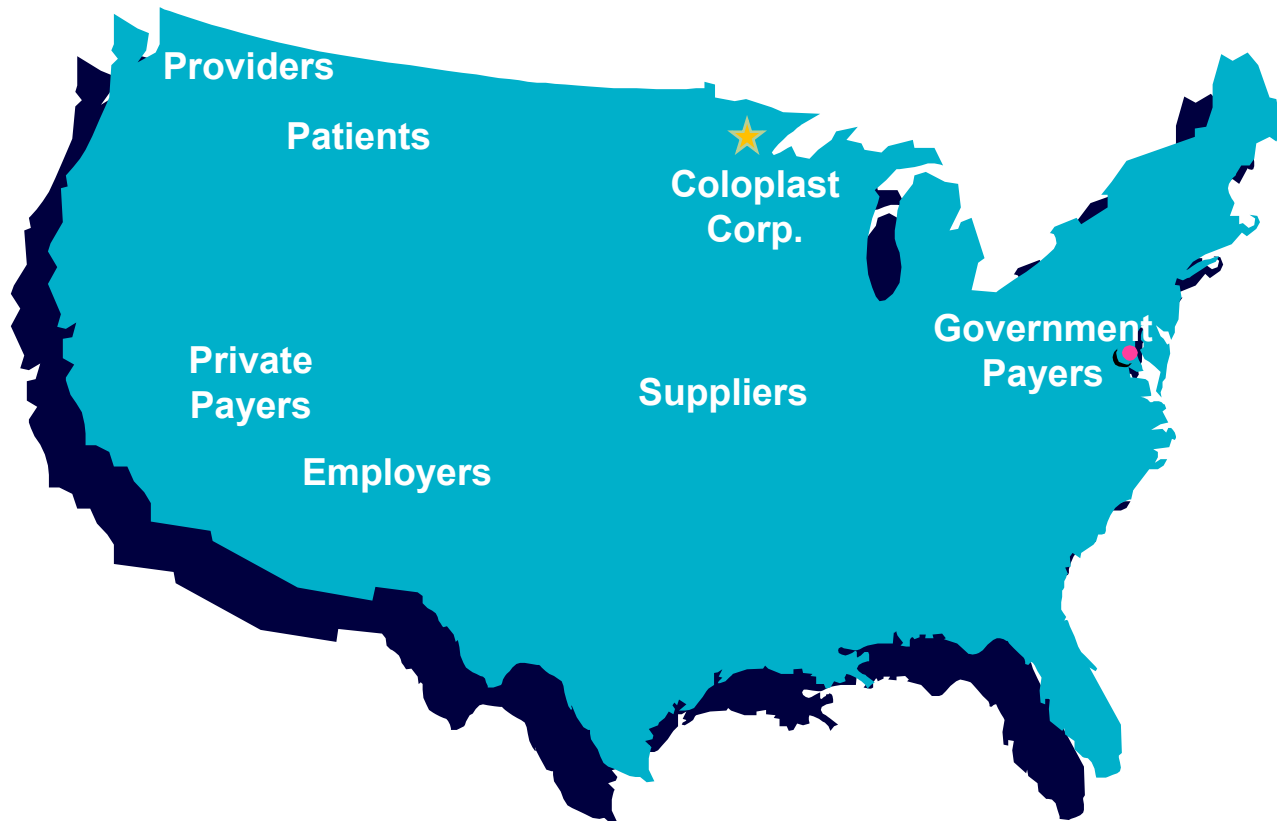 Providers
Patients
Coloplast
Corp.
Government
Payers
Private
Payers
Suppliers
Employers